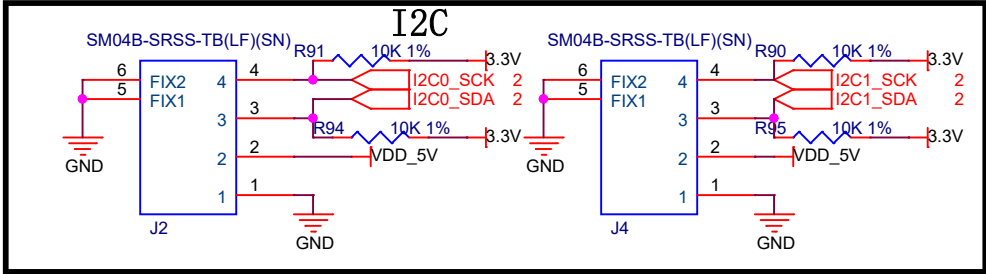 I2C
SM04B-SRSS-TB(LF)(SN)
R91
10K 1%
3.3V
6
FIX2
4
4
I2C0_SCK 2
5
FIX1
I2C0_SDA 2
3
3
R94
10K 1%
3.3V
2
2
VDD_5V
GND
1
1
J2
GND
SM04B-SRSS-TB(LF)(SN)
R90
10K 1%
3.3V
6
FIX2
4
4
I2C1_SCK 2
5
FIX1
I2C1_SDA 2
3
3
R95
10K 1%
3.3V
2
2
VDD_5V
GND
1
1
J4
GND